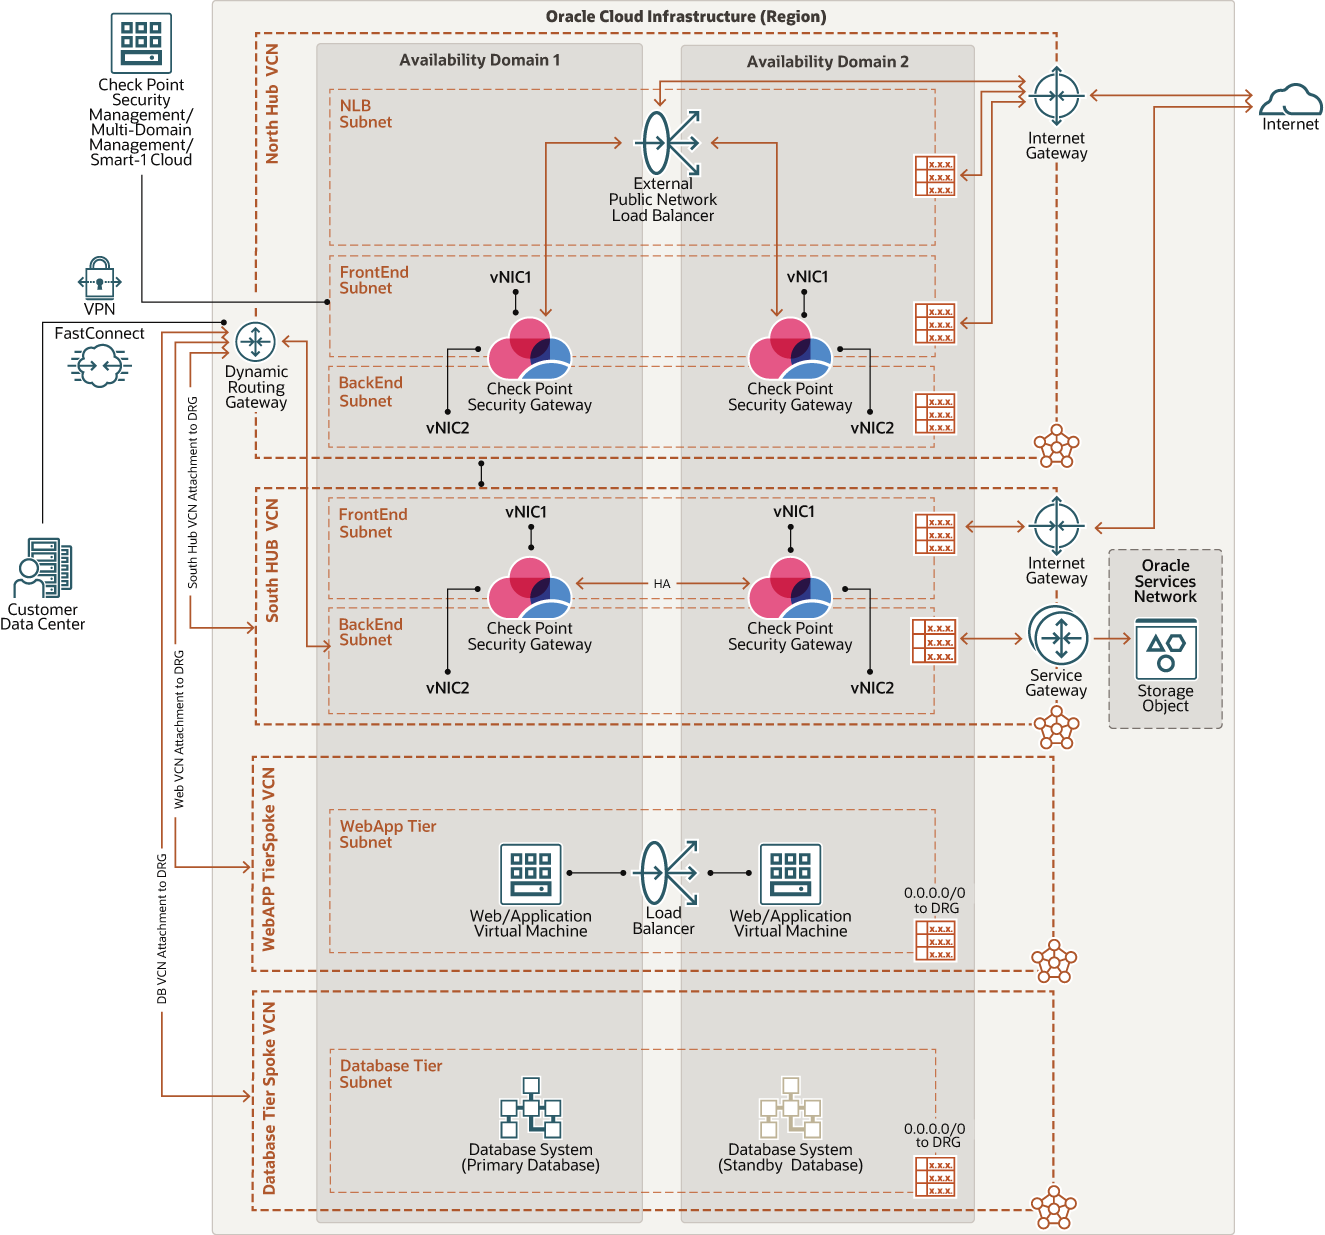 Oracle Cloud Infrastructure (Region)
Check Point
Security
Management/
Multi-Domain
Management/
Smart-1 Cloud
Availability Domain 1
Availability Domain 2
North Hub VCN
NLB
Subnet
External
Public Network
Load Balancer
x.x.x.
x.x.x.
x.x.x.
Internet
Gateway
Internet
VPN
FastConnect
Dynamic
Routing
Gateway
FrontEnd
Subnet
vNIC1
vNIC1
x.x.x.
x.x.x.
x.x.x.
BackEnd
Subnet
Check Point
Security Gateway
Check Point
Security Gateway
vNIC2
vNIC2
x.x.x.
x.x.x.
x.x.x.
South Hub VCN Attachment to DRG
Web VCN Attachment to DRG
DB VCN Attachment to DRG
Customer
Data Center
South HUB VCN
FrontEnd
Subnet
vNIC1
vNIC1
HA
x.x.x.
x.x.x.
x.x.x.
Internet
Gateway
BackEnd
Subnet
Check Point
Security Gateway
Check Point
Security Gateway
vNIC2
vNIC2
x.x.x.
x.x.x.
x.x.x.
Service
Gateway
Oracle
Services
Network
Storage
Object
WebAPP TierSpoke VCN
WebApp Tier
Subnet
Web/Application
Virtual Machine
Load
Balancer
Web/Application
Virtual Machine
0.0.0.0/0
to DRG
x.x.x.
x.x.x.
x.x.x.
Database Tier Spoke VCN
Database Tier
Subnet
Database System
(Primary Database)
Database System
(Standby Database)
0.0.0.0/0
to DRG
x.x.x.
x.x.x.
x.x.x.